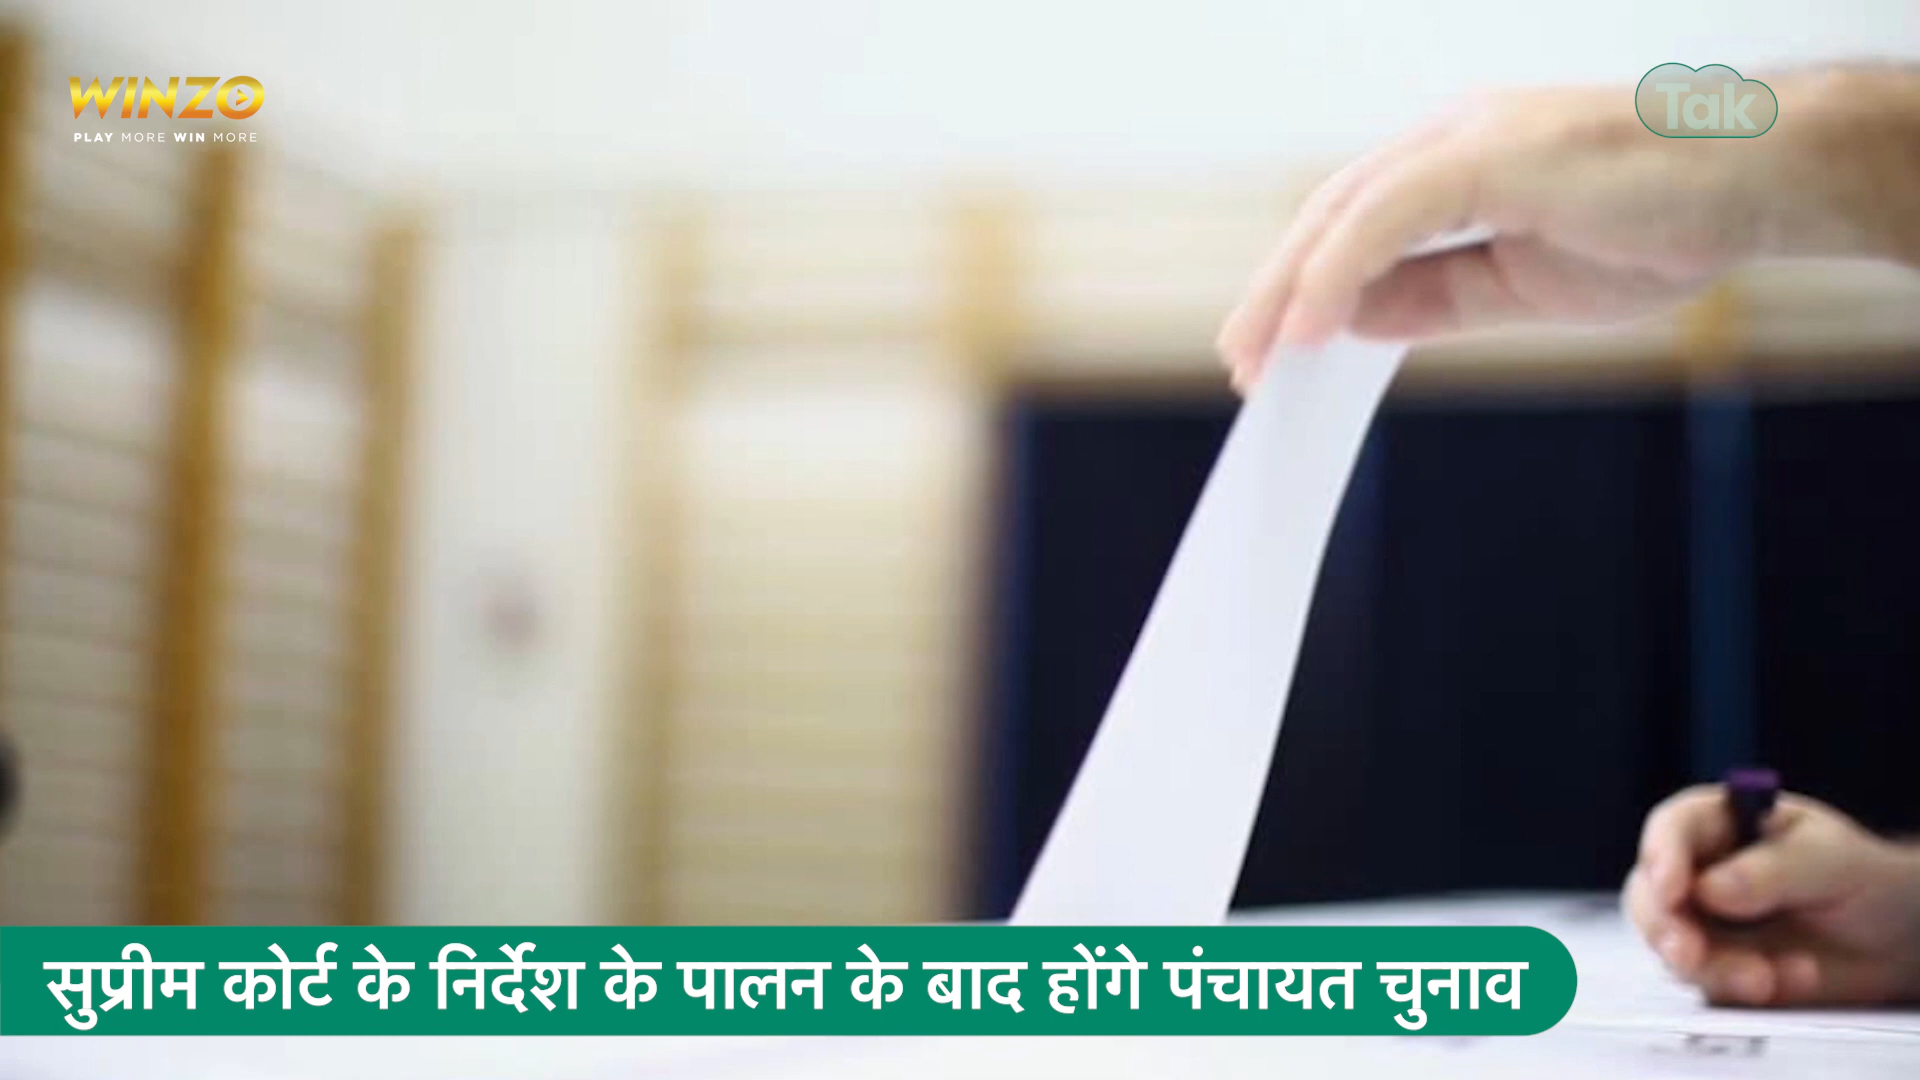 WINZO
PLAY MORE WIN MORE
Tak
सुप्रीम कोर्ट के निर्देश के पालन के बाद होंगे पंचायत चुनाव